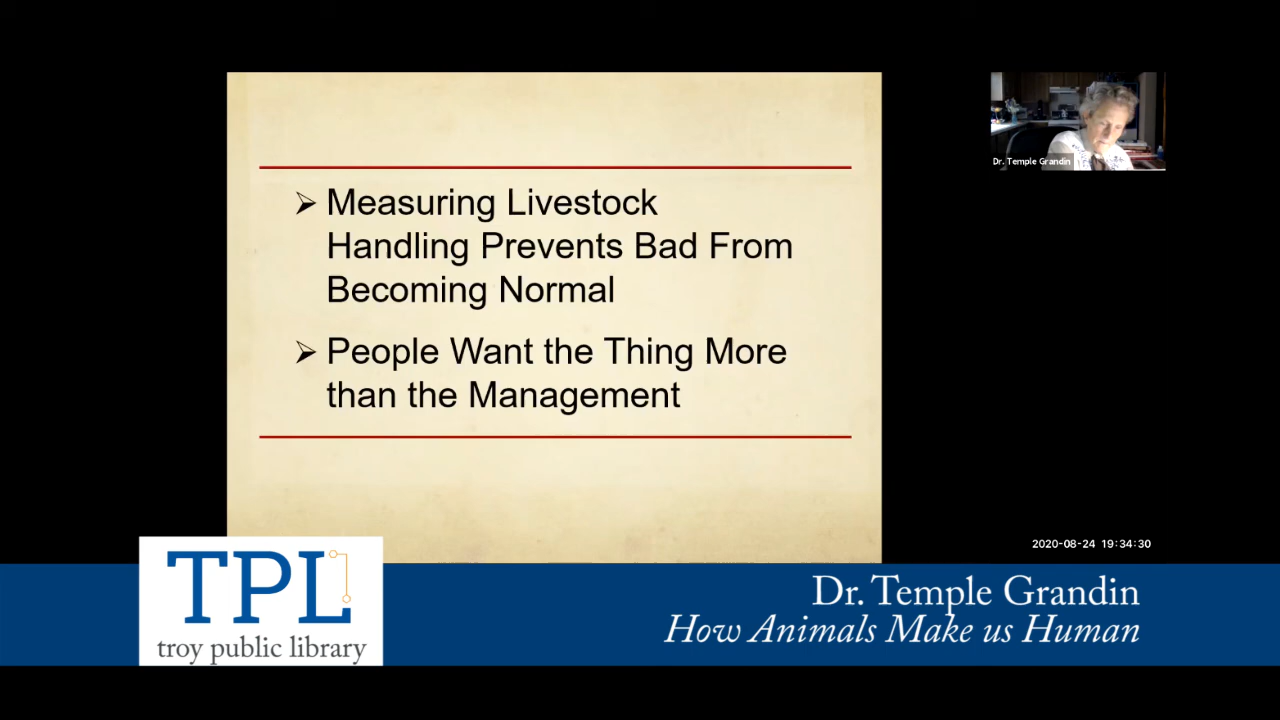 Dr. Temple Grandin
➢ Measuring Livestock
Handling Prevents Bad From
Becoming Normal
➢ People Want the Thing More
than the Management
2020-08-24 19:34:30
TPL
troy public library
Dr. Temple Grandin
How Animals Make us Human